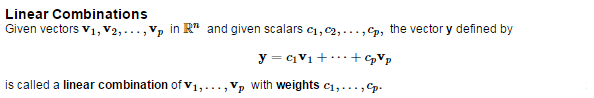 Linear Combinations
Given vectors v₁, v₂, . . . , vₚ in ℝⁿ and given scalars c₁, c₂, . . . , cₚ, the vector y defined by
y = c₁v₁ + · · · + cₚvₚ
is called a linear combination of v₁, . . . , vₚ with weights c₁, . . . , cₚ.